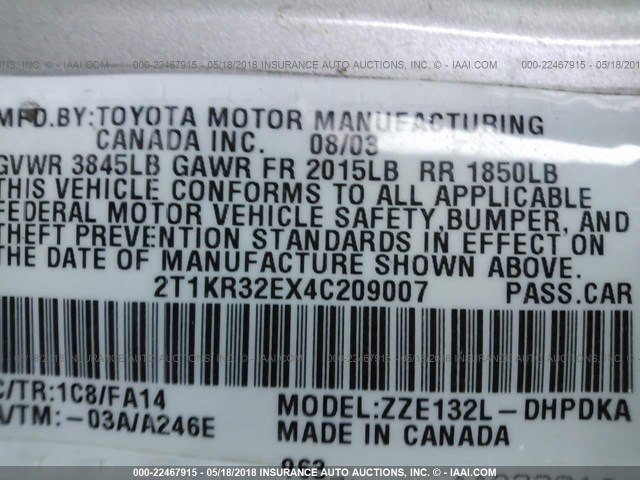 000-22467915 - 05/18/2018 INSURANCE AUTO AUCTIONS, INC. - © IAAI.COM
MFD.BY:TOYOTA MOTOR MANUFACTURING
CANADA INC. 08/03
GVWR 3845LB GAWR FR 2015LB RR 1850LB
THIS VEHICLE CONFORMS TO ALL APPLICABLE
FEDERAL MOTOR VEHICLE SAFETY,BUMPER, AND
THEFT PREVENTION STANDARDS IN EFFECT ON
THE DATE OF MANUFACTURE SHOWN ABOVE.
2T1KR32EX4C209007 PASS.CAR
C/TR:1C8/FA14
MODEL:ZZE132L-DHPDKA
A/TM:-03A/A246E
MADE IN CANADA
000-22467915 - 05/18/2018 INSURANCE AUTO AUCTIONS, INC. - © IAAI.COM